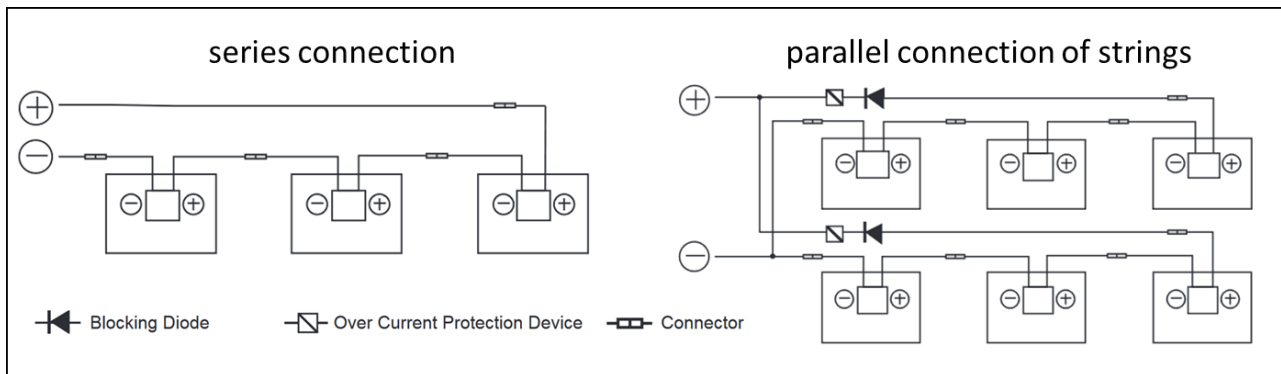 series connection
parallel connection of strings
+
−
− + − + − +
+
− + − + − +
−
− + − + − +
Blocking Diode Over Current Protection Device Connector